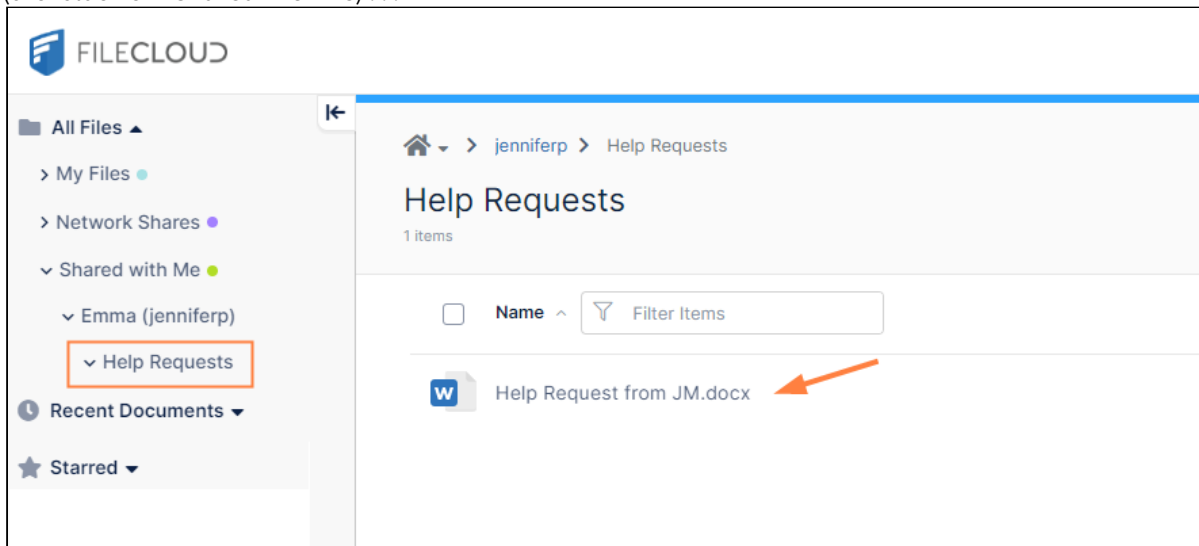 FILECLOUD
All Files
My Files
Network Shares
Shared with Me
Emma (jenniferp)
Help Requests
Recent Documents
Starred
jenniferp > Help Requests
Help Requests
1 items
Name Filter Items
W Help Request from JM.docx